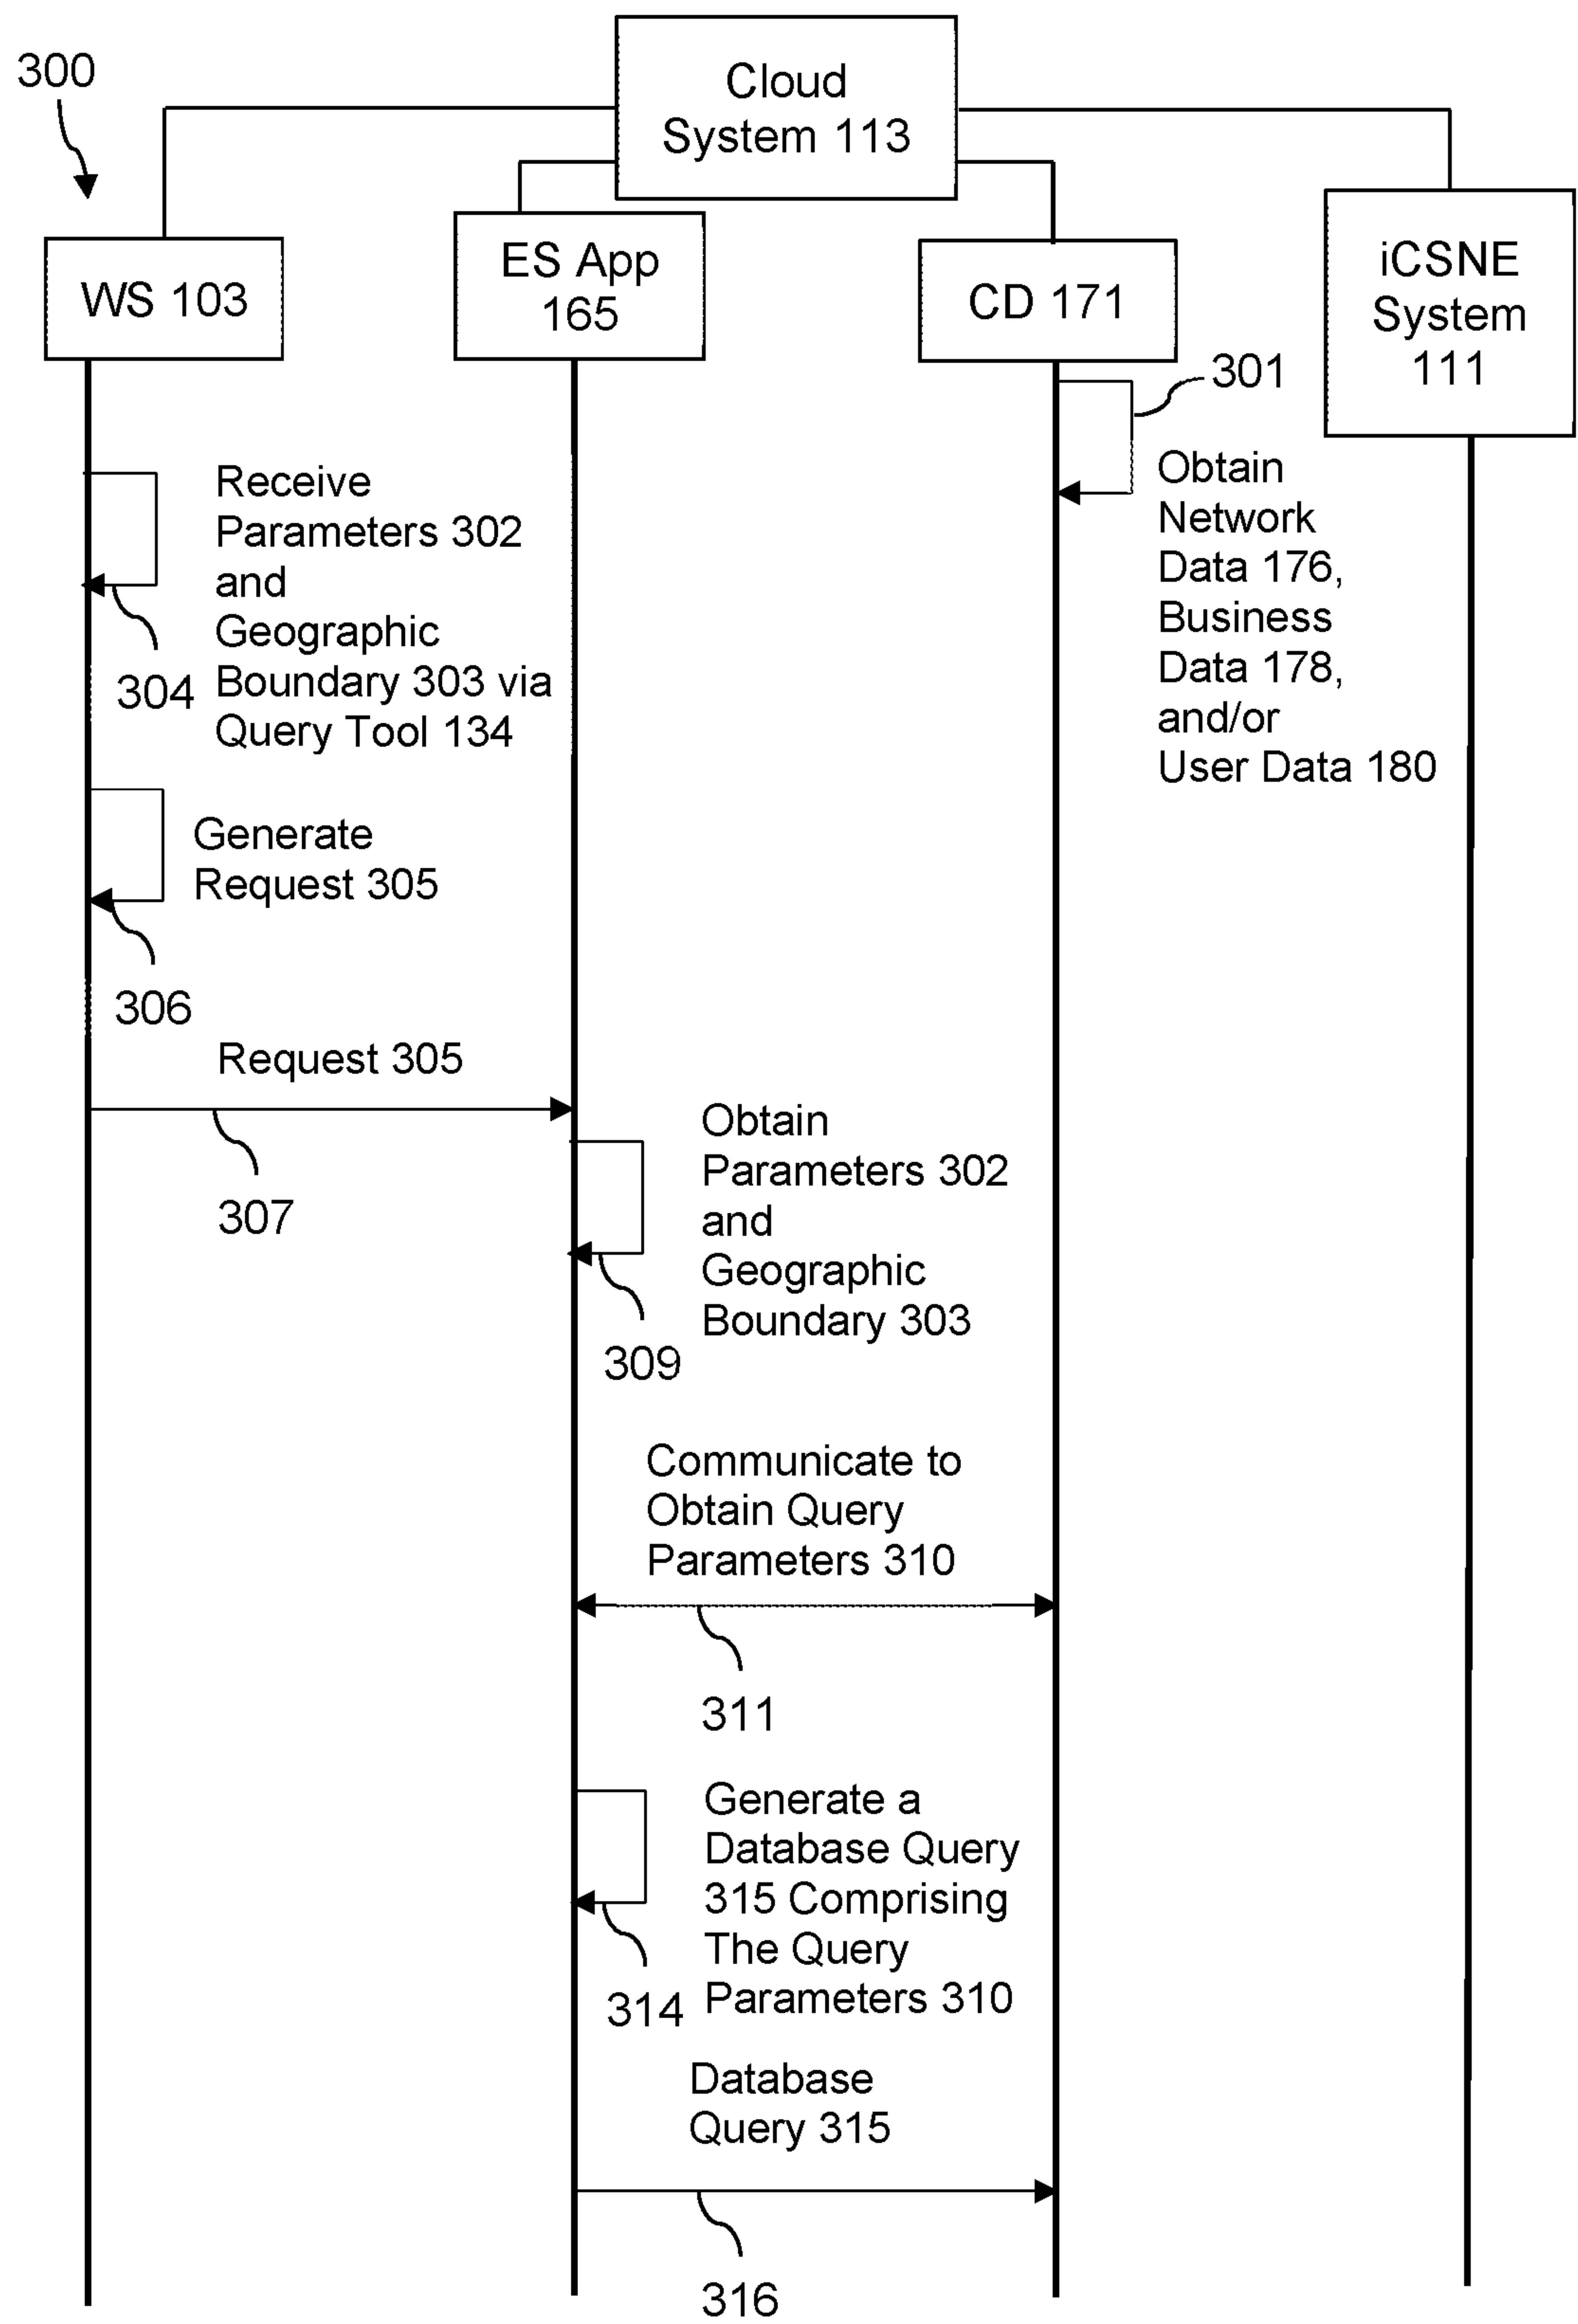 300
Cloud
System 113
WS 103
ES App
165
CD 171
iCSNE
System
111
301
Obtain
Network
Data 176,
Business
Data 178,
and/or
User Data 180
Receive
Parameters 302
and
Geographic
Boundary 303 via
Query Tool 134
304
Generate
Request 305
306
Request 305
307
Obtain
Parameters 302
and
Geographic
Boundary 303
309
Communicate to
Obtain Query
Parameters 310
311
Generate a
Database Query
315 Comprising
The Query
Parameters 310
314
Database
Query 315
316